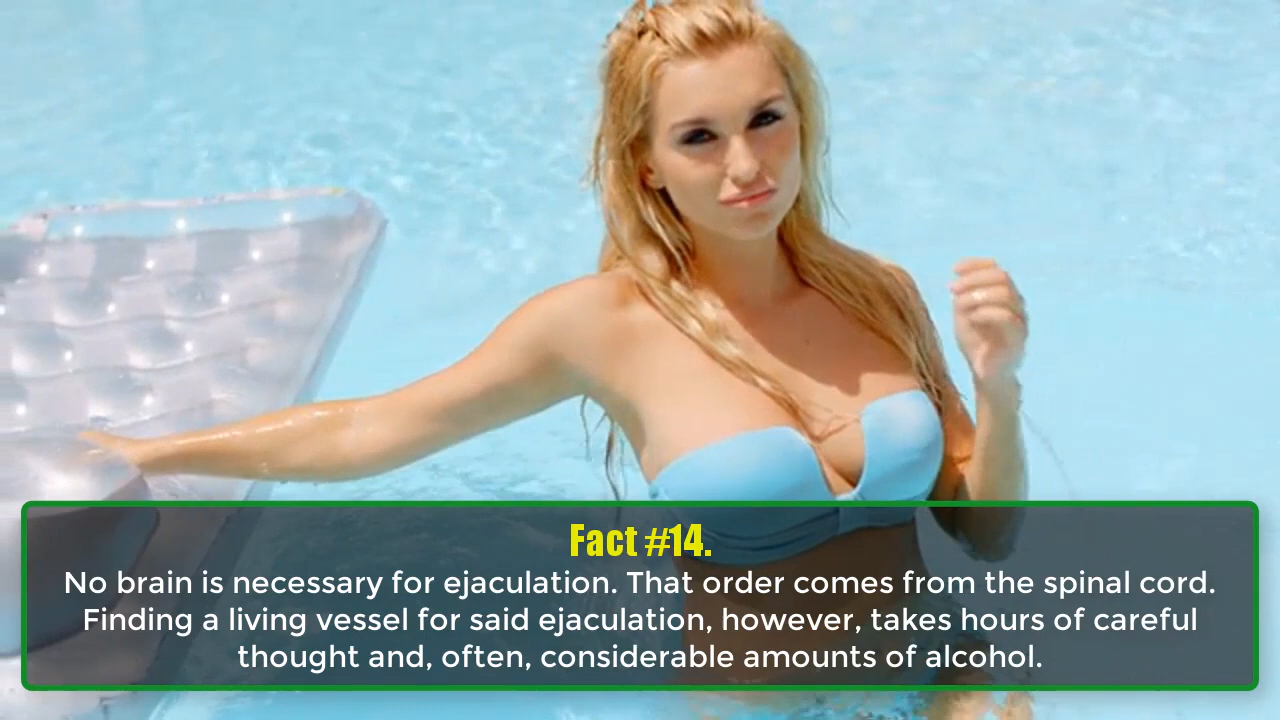 Fact #14.
No brain is necessary for ejaculation. That order comes from the spinal cord.
Finding a living vessel for said ejaculation, however, takes hours of careful
thought and, often, considerable amounts of alcohol.